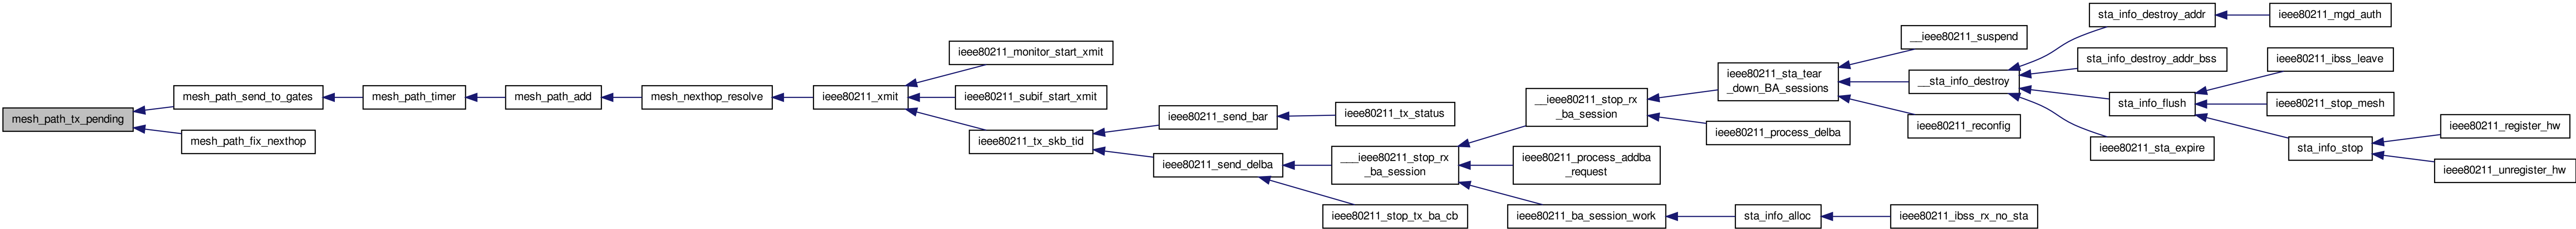 mesh_path_tx_pending
mesh_path_send_to_gates
mesh_path_fix_nexthop
mesh_path_timer
mesh_path_add
mesh_nexthop_resolve
ieee80211_xmit
ieee80211_monitor_start_xmit
ieee80211_subif_start_xmit
ieee80211_tx_skb_tid
ieee80211_send_bar
ieee80211_send_delba
ieee80211_tx_status
___ieee80211_stop_rx
_ba_session
ieee80211_stop_tx_ba_cb
__ieee80211_stop_rx
_ba_session
ieee80211_process_addba
_request
ieee80211_ba_session_work
ieee80211_sta_tear
_down_BA_sessions
ieee80211_process_delba
sta_info_alloc
__ieee80211_suspend
__sta_info_destroy
ieee80211_reconfig
ieee80211_ibss_rx_no_sta
sta_info_destroy_addr
sta_info_destroy_addr_bss
sta_info_flush
ieee80211_sta_expire
ieee80211_mgd_auth
ieee80211_ibss_leave
ieee80211_stop_mesh
sta_info_stop
ieee80211_register_hw
ieee80211_unregister_hw